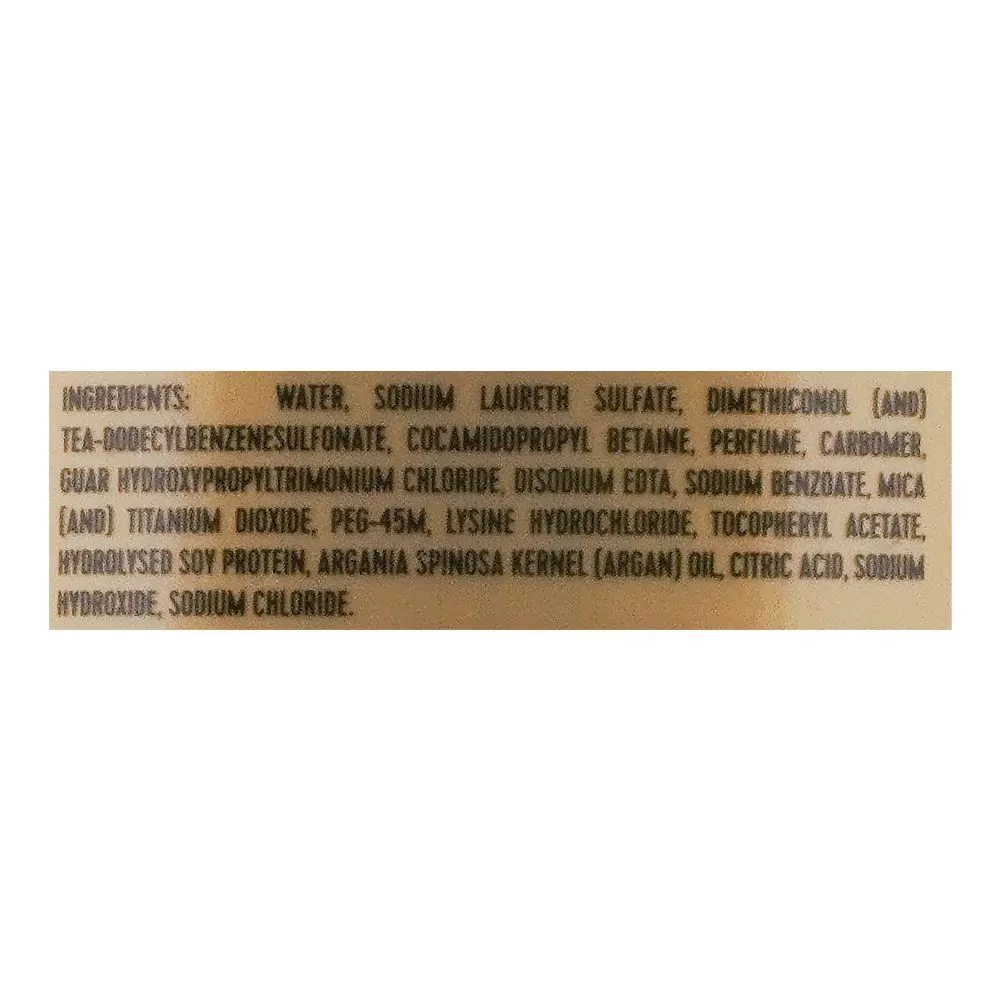 INGREDIENTS: WATER, SODIUM LAURETH SULFATE, DIMETHICONOL (AND)
TEA-DODECYLBENZENESULFONATE, COCAMIDOPROPYL BETAINE, PERFUME, CARBOMER,
GUAR HYDROXYPROPYLTRIMONIUM CHLORIDE, DISODIUM EDTA, SODIUM BENZOATE, MICA
(AND) TITANIUM DIOXIDE, PEG-45M, LYSINE HYDROCHLORIDE, TOCOPHERYL ACETATE,
HYDROLYSED SOY PROTEIN, ARGANIA SPINOSA KERNEL (ARGAN) OIL, CITRIC ACID, SODIUM
HYDROXIDE, SODIUM CHLORIDE.